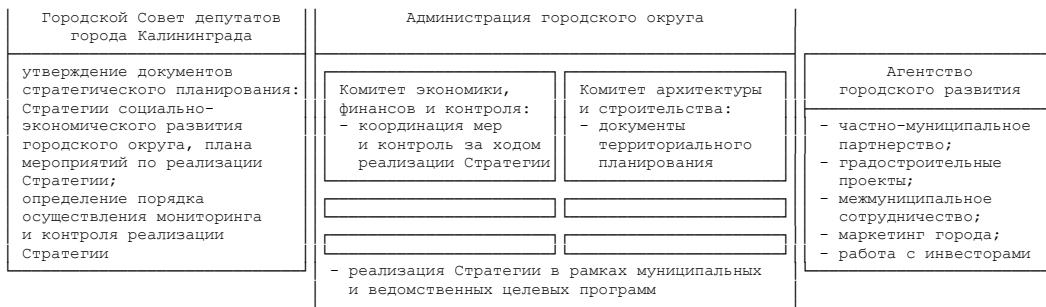 Городской Совет депутатов
города Калининграда
утверждение документов
стратегического планирования:
Стратегии социально-
экономического развития
городского округа, плана
мероприятий по реализации
Стратегии;
определение порядка
осуществления мониторинга
и контроля реализации
Стратегии
Администрация городского округа
Комитет экономики,
финансов и контроля:
- координация мер
и контроль за ходом
реализации Стратегии
Комитет архитектуры
и строительства:
- документы
территориального
планирования
- реализация Стратегии в рамках муниципальных
и ведомственных целевых программ
Агентство
городского развития
- частно-муниципальное
партнерство;
- градостроительные
проекты;
- межмуниципальное
сотрудничество;
- маркетинг города;
- работа с инвесторами